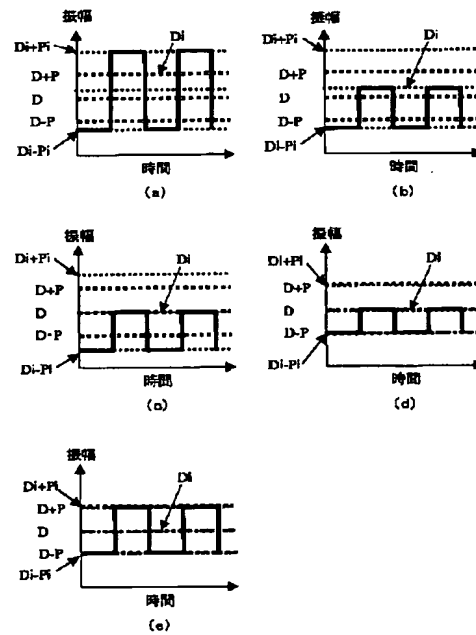 振幅
Di+Pi
Di
D+P
D
D-P
Di-Pi
時間
(a)
振幅
Di+Pi
D+P
Di
D
D-P
Di-Pi
時間
(b)
振幅
Di+Pi
D+P
Di
D
D-P
Di-Pi
時間
(c)
振幅
Di+Pi
D+P
Di
D
D-P
Di-Pi
時間
(d)
振幅
Di+Pi
D+P
Di
D
D-P
Di-Pi
時間
(e)